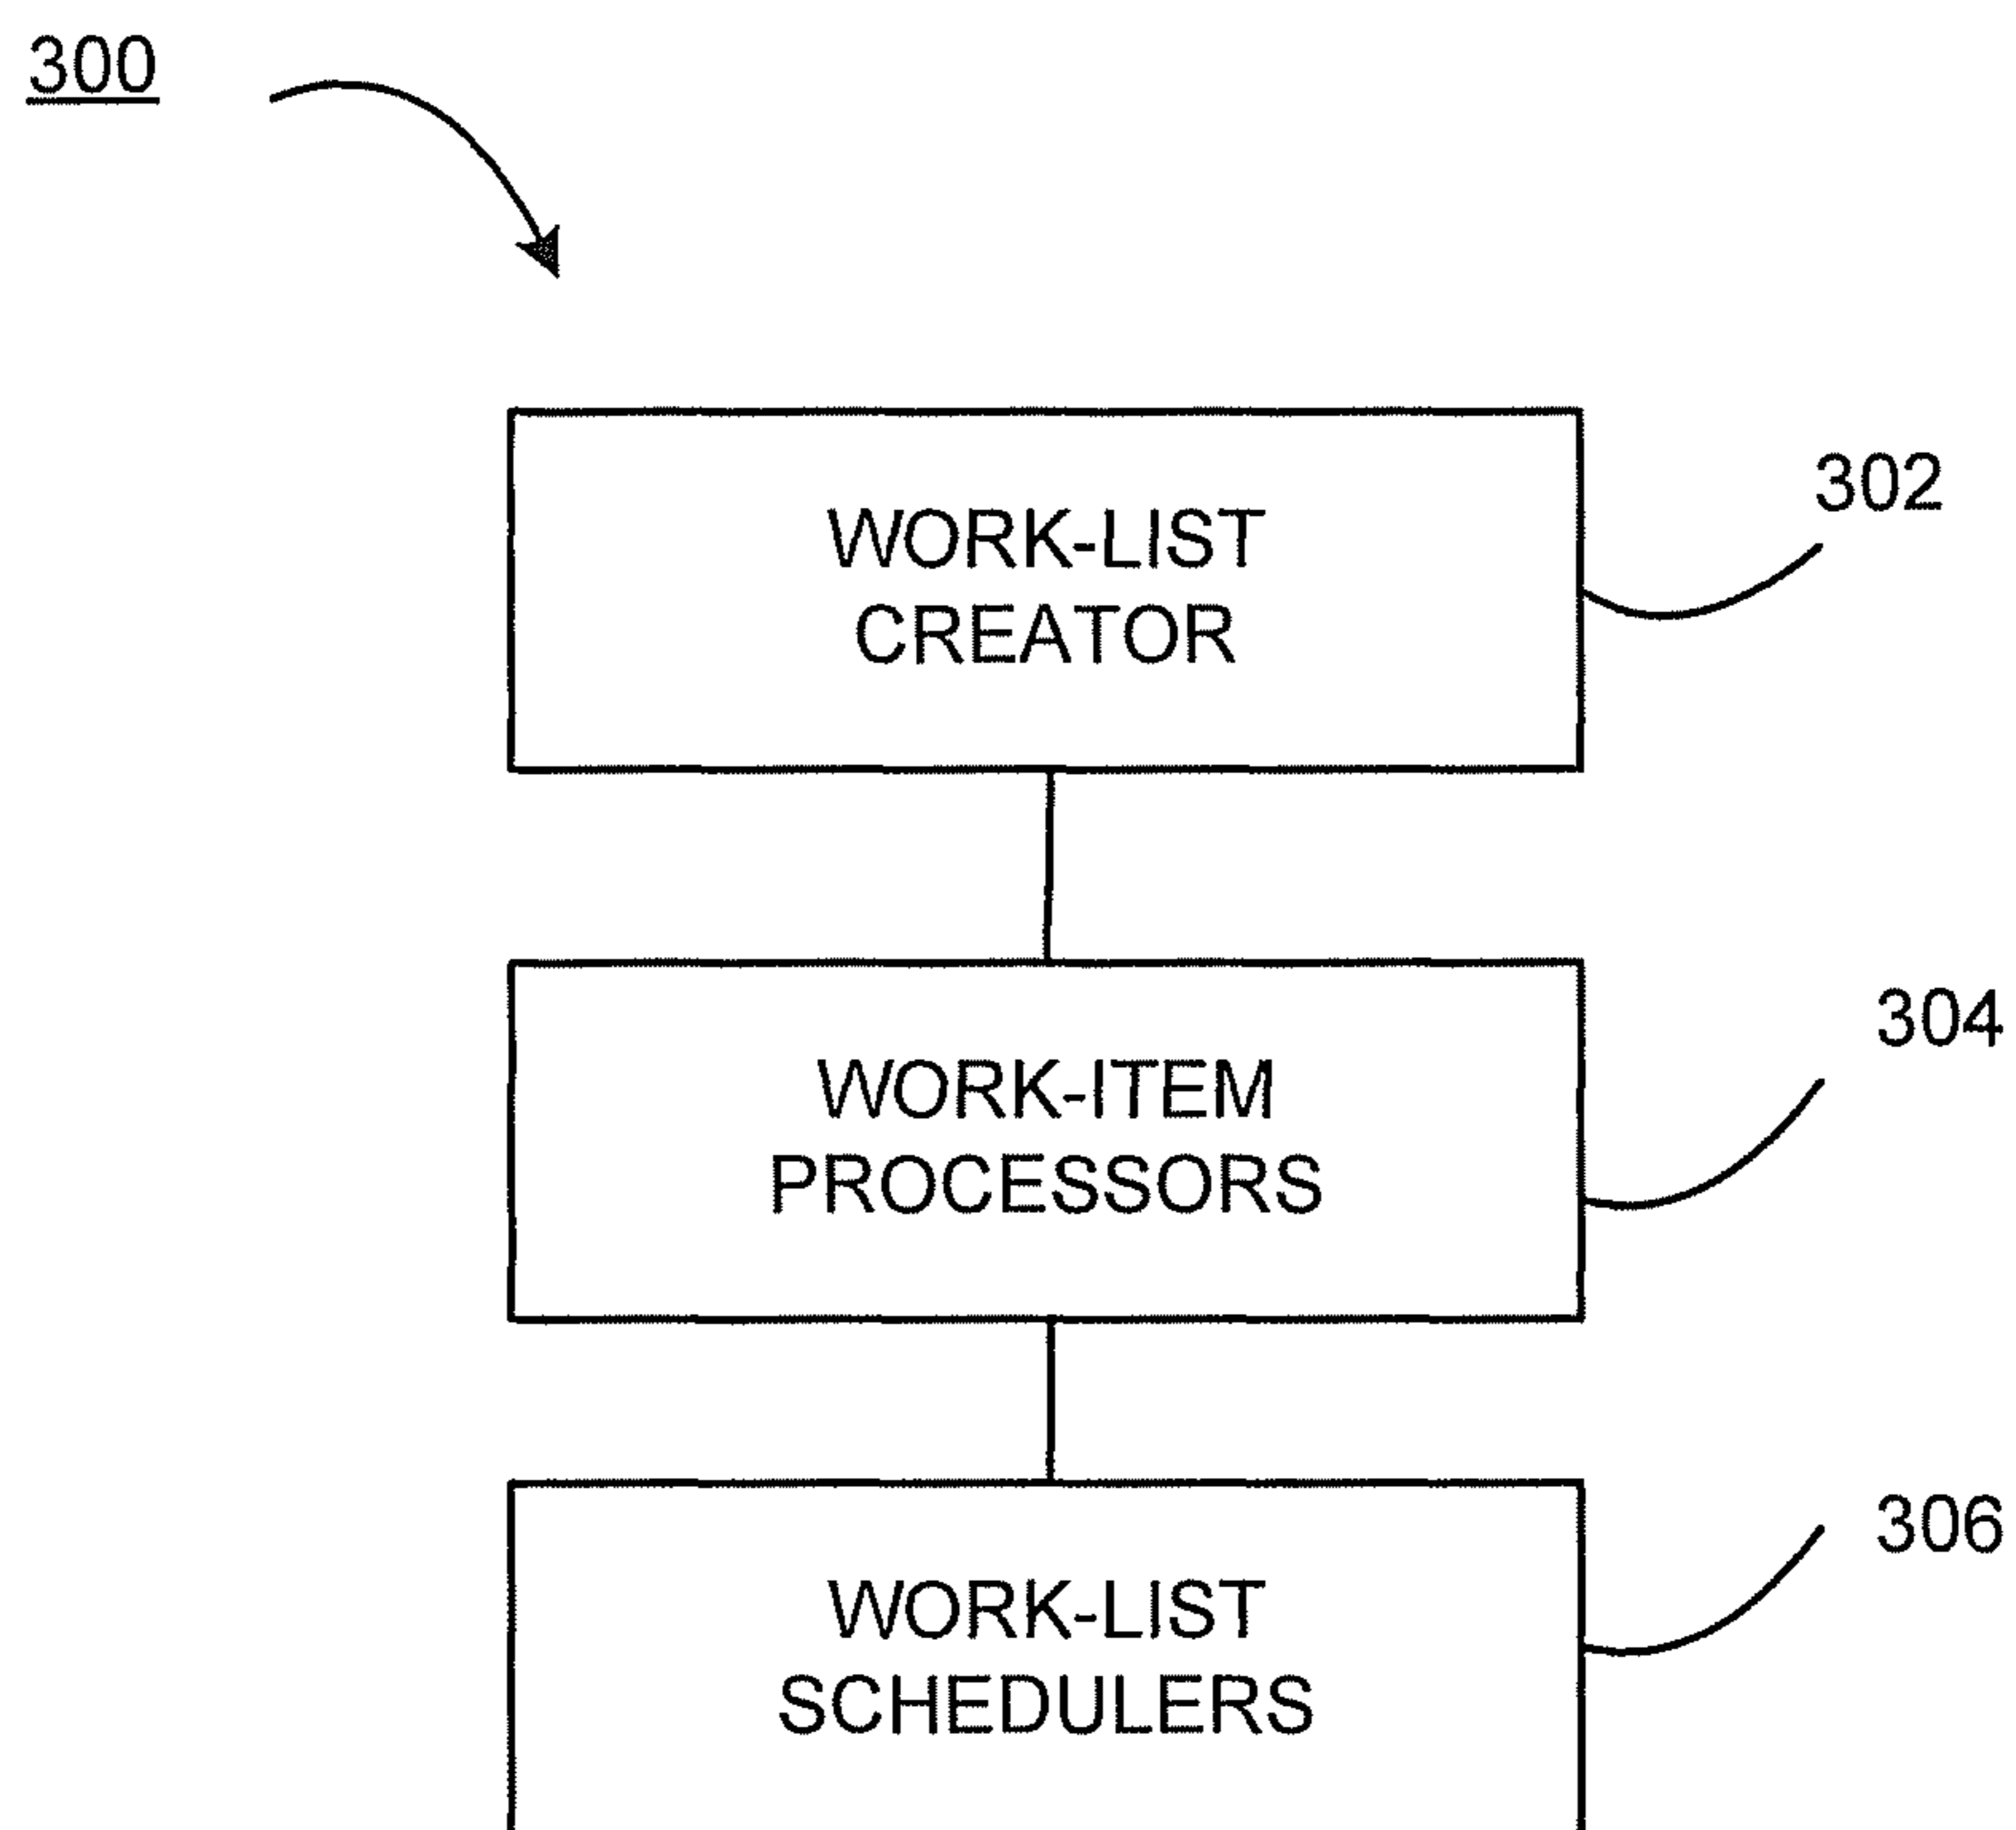 300
302
WORK-LIST
CREATOR
304
WORK-ITEM
PROCESSORS
306
WORK-LIST
SCHEDULERS